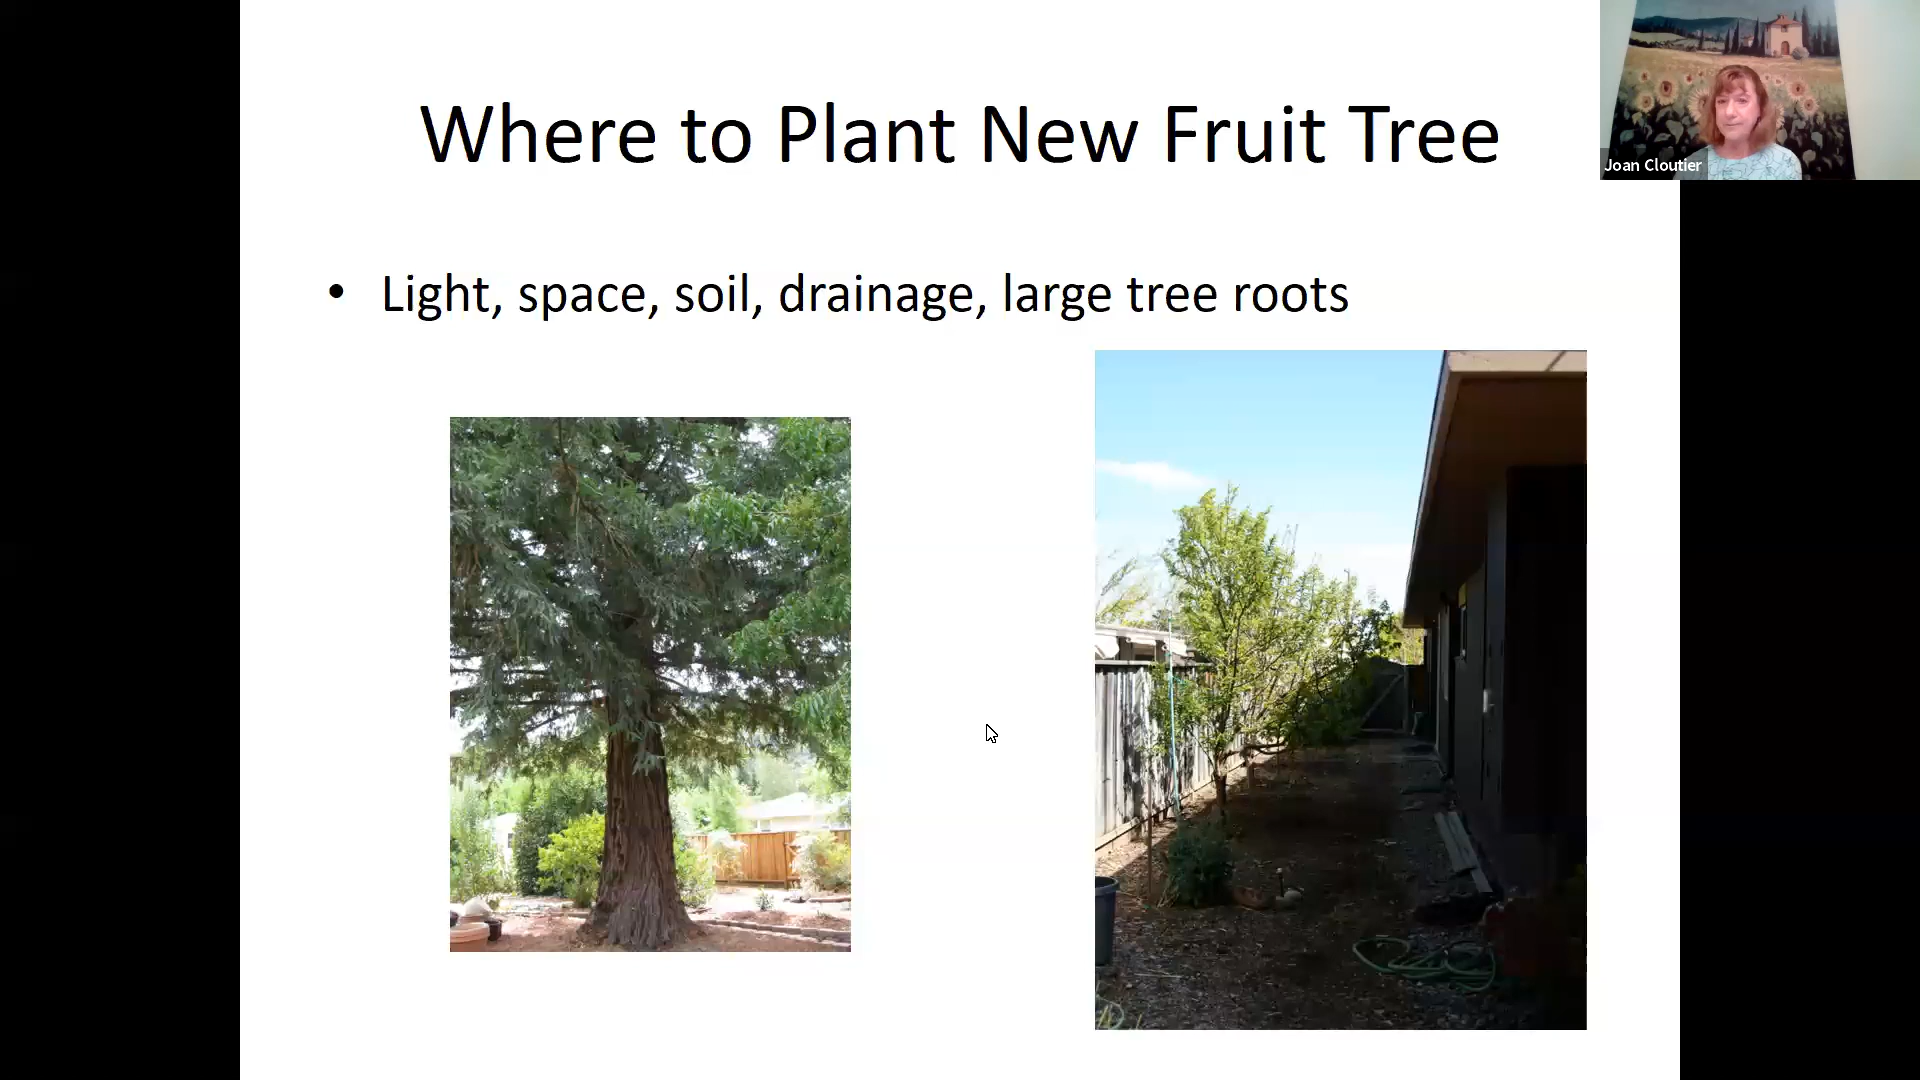 Where to Plant New Fruit Tree
Joan Cloutier
• Light, space, soil, drainage, large tree roots